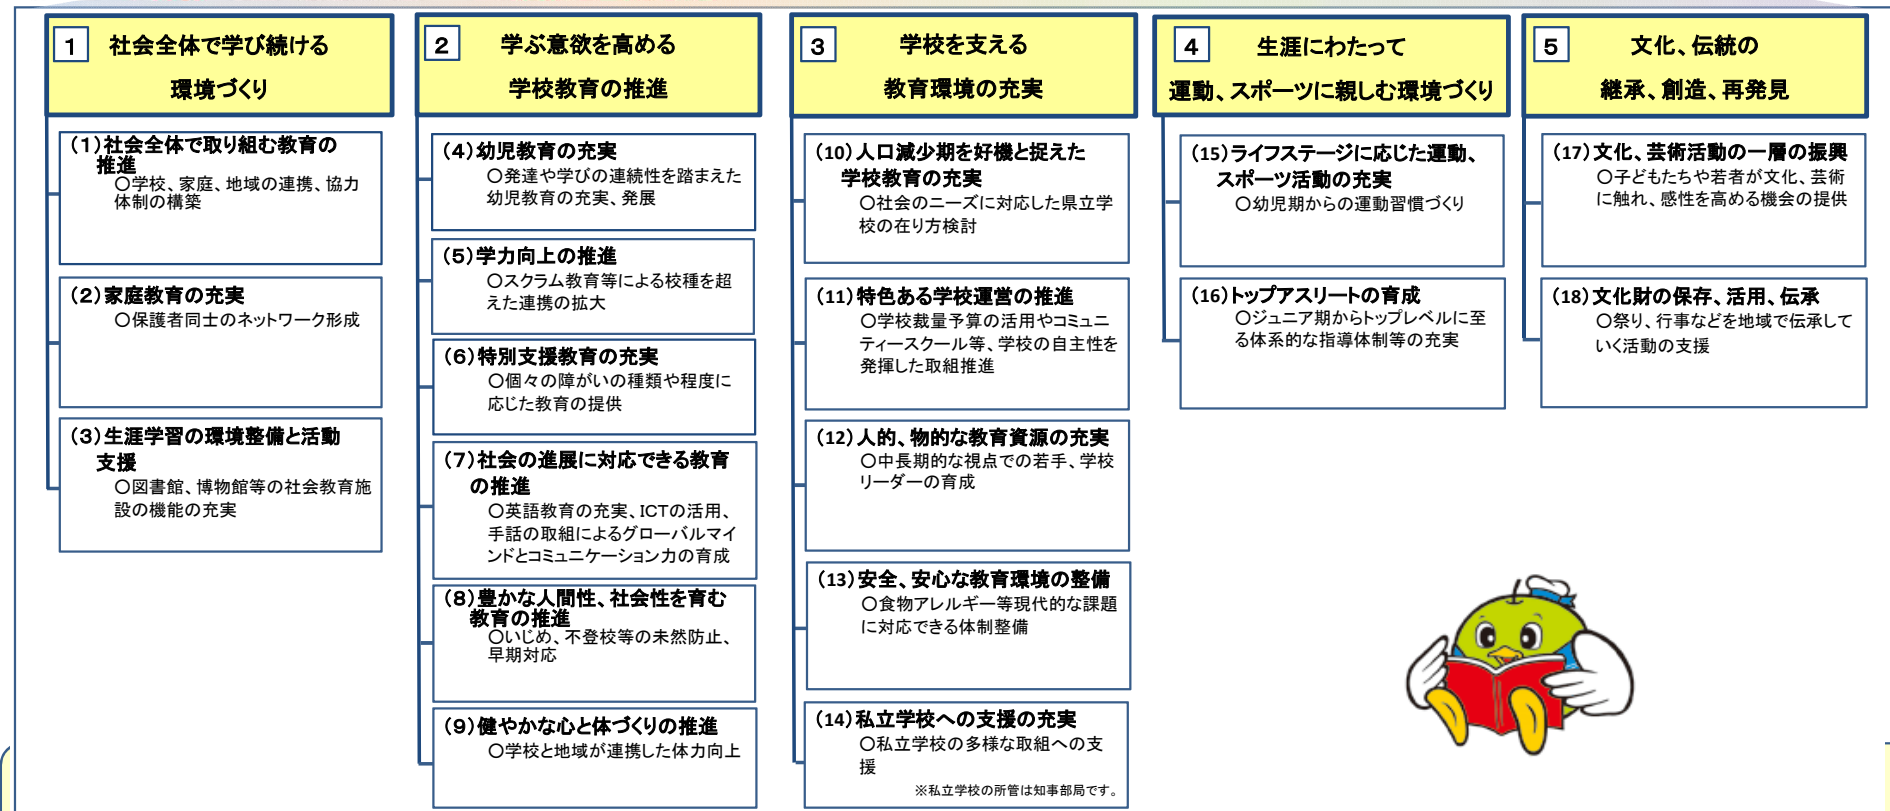 1 社会全体で学び続ける
環境づくり
(1)社会全体で取り組む教育の
推進
○学校、家庭、地域の連携、協力
体制の構築
(2)家庭教育の充実
○保護者同士のネットワーク形成
(3)生涯学習の環境整備と活動
支援
○図書館、博物館等の社会教育施
設の機能の充実
2 学ぶ意欲を高める
学校教育の推進
(4)幼児教育の充実
○発達や学びの連続性を踏まえた
幼児教育の充実、発展
(5)学力向上の推進
○スクラム教育等による校種を超
えた連携の拡大
(6)特別支援教育の充実
○個々の障がいの種類や程度に
応じた教育の提供
(7)社会の進展に対応できる教育
の推進
○英語教育の充実、ICTの活用、
手話の取組によるグローバルマイ
ンドとコミュニケーション力の育成
(8)豊かな人間性、社会性を育む
教育の推進
○いじめ、不登校等の未然防止、
早期対応
(9)健やかな心と体づくりの推進
○学校と地域が連携した体力向上
3 学校を支える
教育環境の充実
(10)人口減少期を好機と捉えた
学校教育の充実
○社会のニーズに対応した県立学
校の在り方検討
(11)特色ある学校運営の推進
○学校裁量予算の活用やコミュニ
ティースクール等、学校の自主性を
発揮した取組推進
(12)人的、物的な教育資源の充実
○中長期的な視点での若手、学校
リーダーの育成
(13)安全、安心な教育環境の整備
○食物アレルギー等現代的な課題
に対応できる体制整備
(14)私立学校への支援の充実
○私立学校の多様な取組への支
援
※私立学校の所管は知事部局です。
4 生涯にわたって
運動、スポーツに親しむ環境づくり
(15)ライフステージに応じた運動、
スポーツ活動の充実
○幼児期からの運動習慣づくり
(16)トップアスリートの育成
○ジュニア期からトップレベルに至
る体系的な指導体制等の充実
5 文化、伝統の
継承、創造、再発見
(17)文化、芸術活動の一層の振興
○子どもたちや若者が文化、芸術
に触れ、感性を高める機会の提供
(18)文化財の保存、活用、伝承
○祭り、行事などを地域で伝承して
いく活動の支援